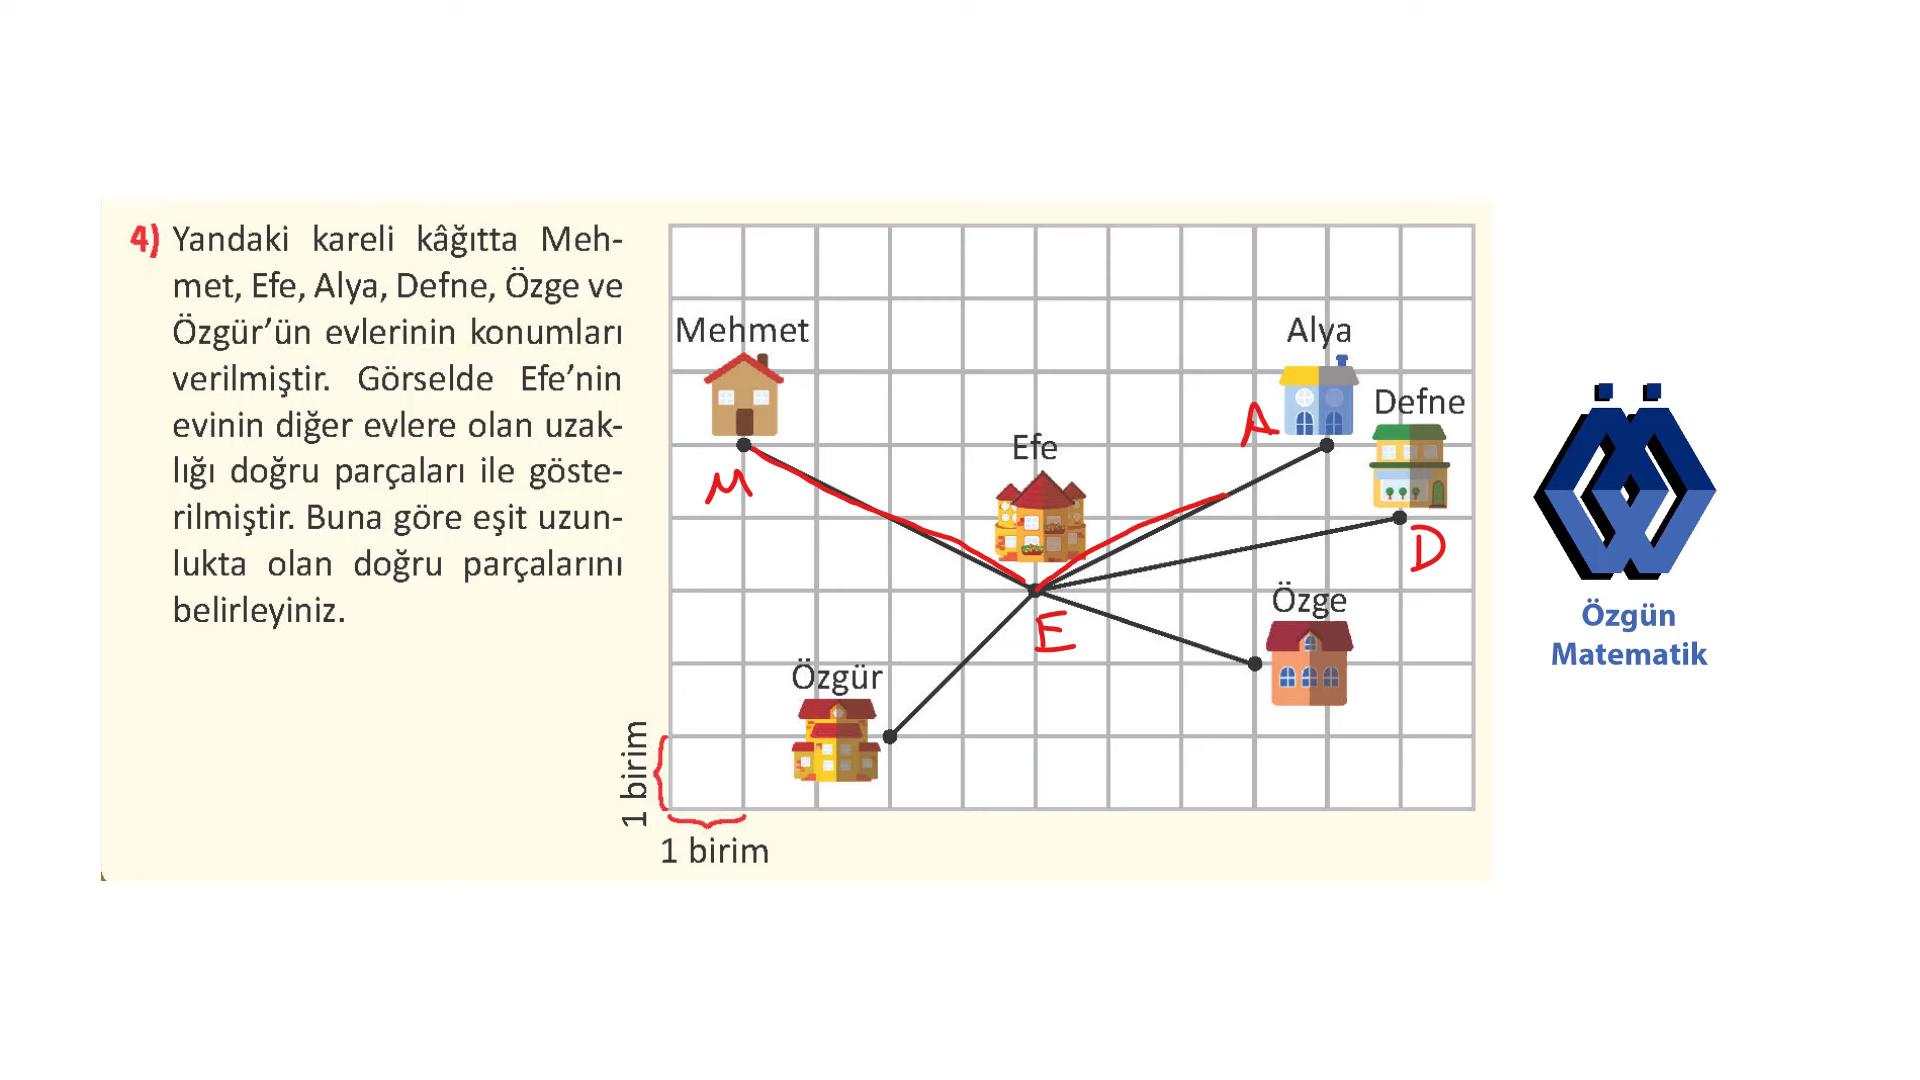 4) Yandaki kareli kâğıtta Meh-
met, Efe, Alya, Defne, Özge ve
Özgür’ün evlerinin konumları
verilmiştir. Görselde Efe’nin
evinin diğer evlere olan uzak-
lığı doğru parçaları ile göste-
rilmiştir. Buna göre eşit uzun-
lukta olan doğru parçalarını
belirleyiniz.
Mehmet
Alya
Defne
Efe
A
M
D
Özge
E
Özgür
1 birim
1 birim
Özgün
Matematik